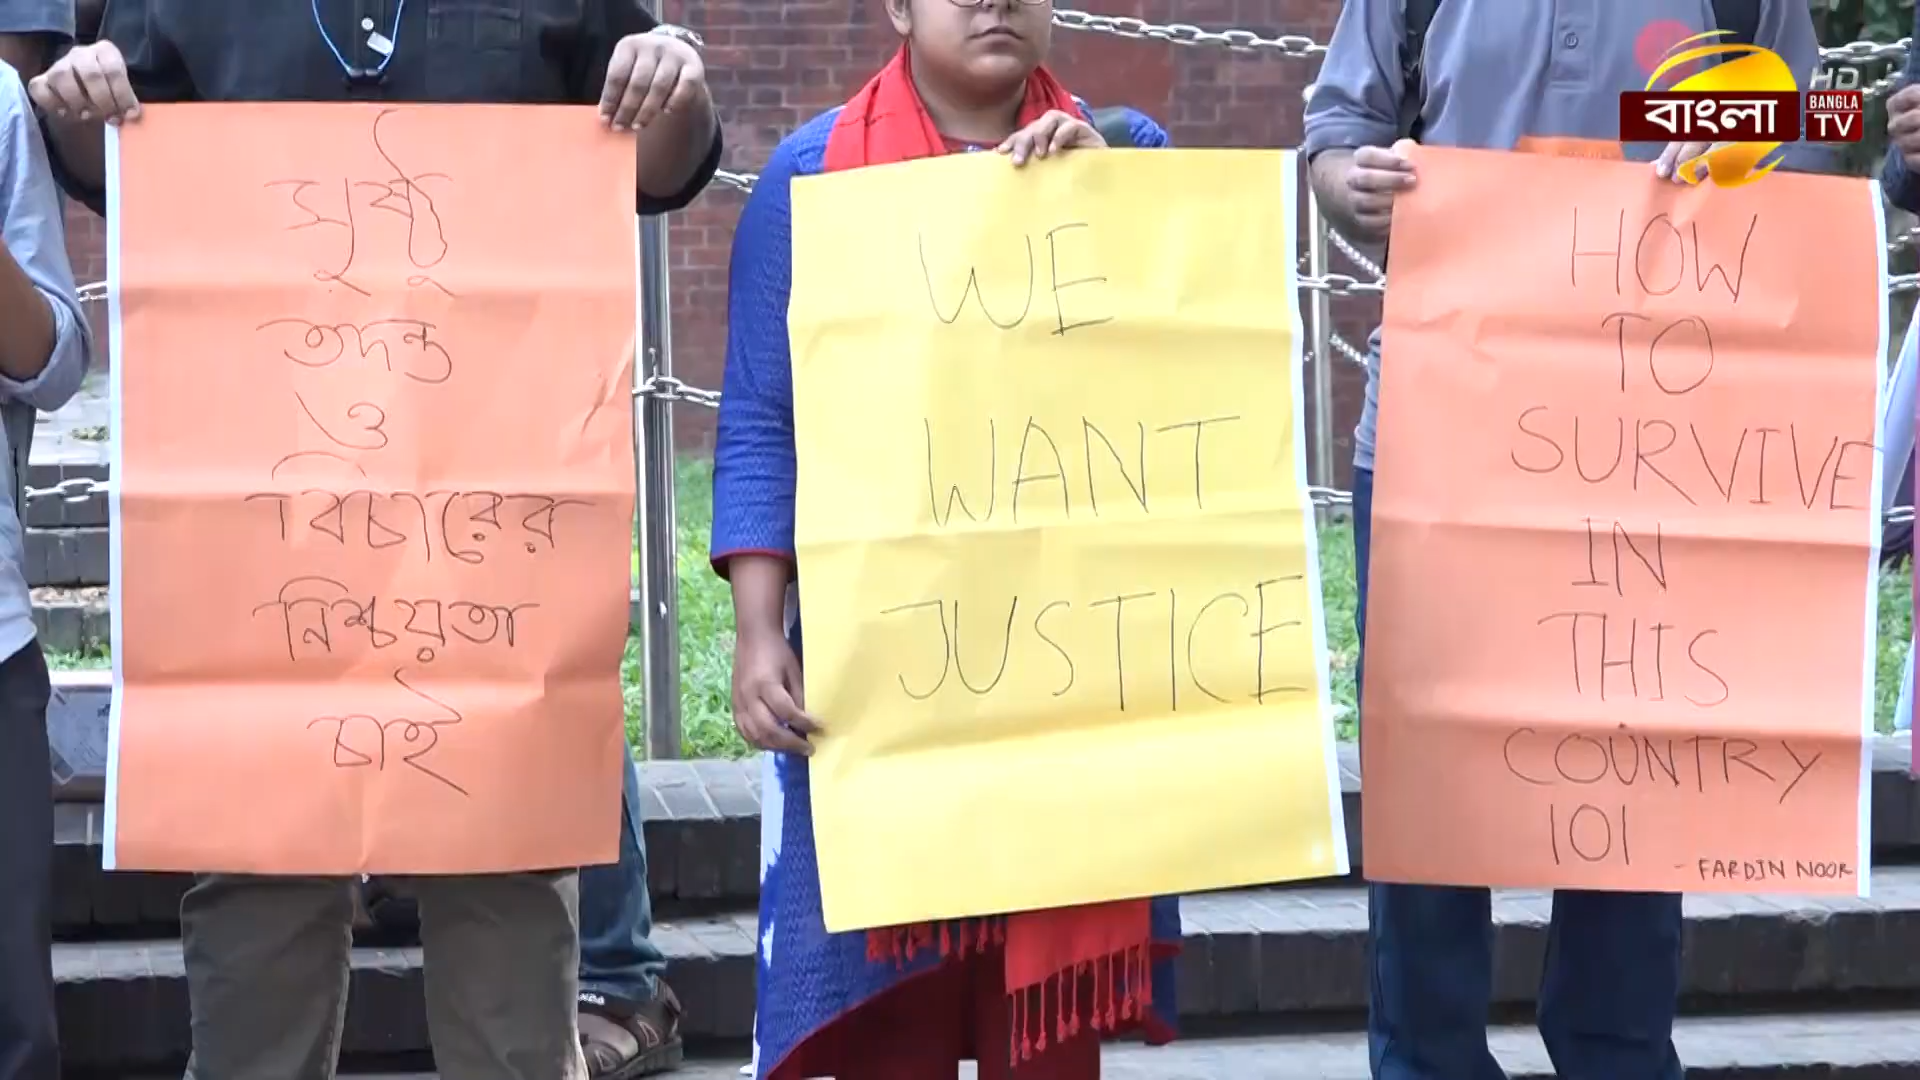 সুষ্ঠু
তদন্ত
ও
বিচারের
নিশ্চয়তা
চাই
WE
WANT
JUSTICE
HOW
TO
SURVIVE
IN
THIS
COUNTRY
101
- FARDIN NOOR
বাংলা
HD
BANGLA
TV